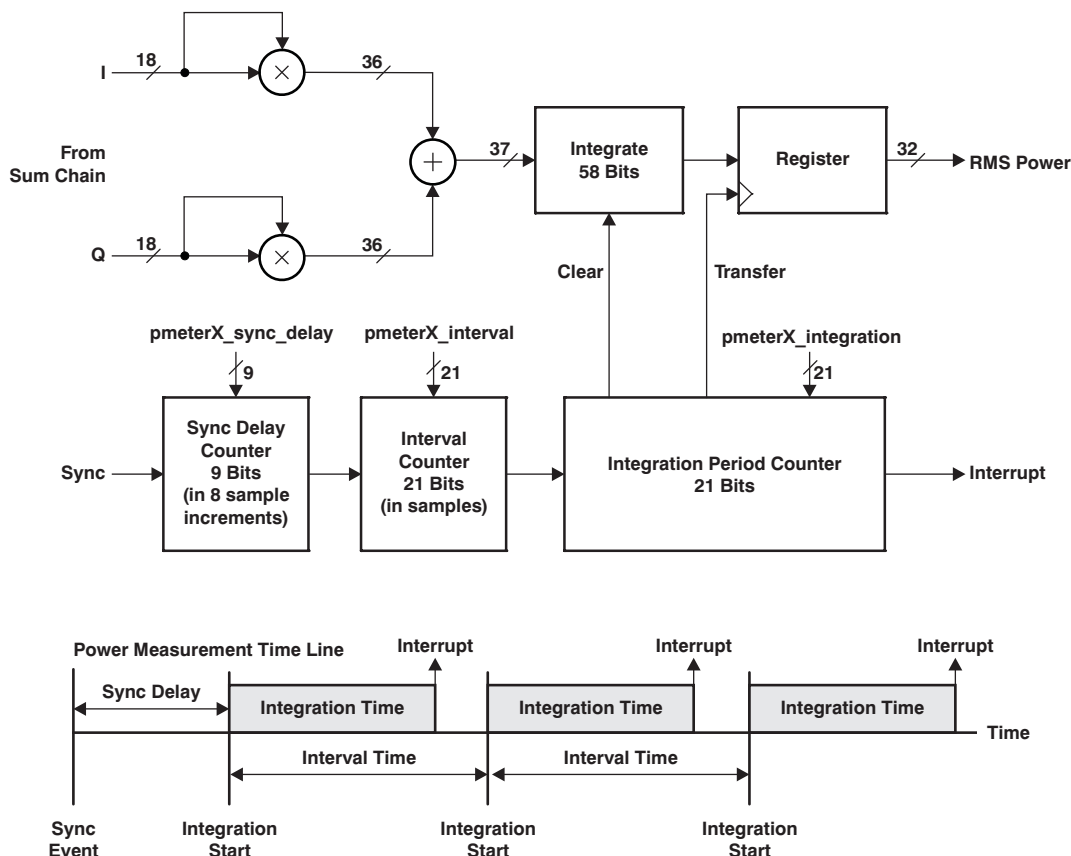 I
18
×
36
From
Sum Chain
+
37
Integrate
58 Bits
Register
32
RMS Power
Q
18
×
36
Clear
Transfer
pmeterX_sync_delay
9
pmeterX_interval
21
pmeterX_integration
21
Sync
Sync Delay
Counter
9 Bits
(in 8 sample
increments)
Interval
Counter
21 Bits
(in samples)
Integration Period Counter
21 Bits
Interrupt
Power Measurement Time Line
Interrupt
Interrupt
Interrupt
Sync Delay
Integration Time
Integration Time
Integration Time
Time
Interval Time
Interval Time
Sync
Event
Integration
Start
Integration
Start
Integration
Start